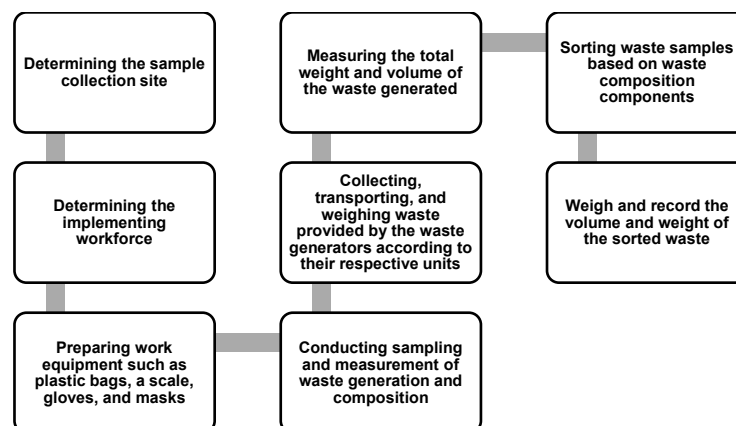 Determining the sample
collection site
Determining the
implementing
workforce
Preparing work
equipment such as
plastic bags, a scale,
gloves, and masks
Conducting sampling
and measurement of
waste generation and
composition
Collecting,
transporting, and
weighing waste
provided by the waste
generators according to
their respective units
Measuring the total
weight and volume of
the waste generated
Sorting waste samples
based on waste
composition
components
Weigh and record the
volume and weight of
the sorted waste